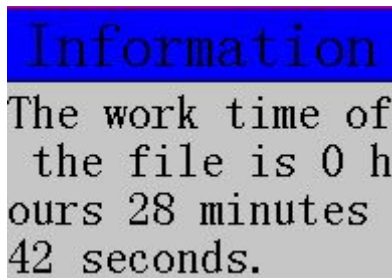 Information
The work time of
the file is 0 h
ours 28 minutes
42 seconds.